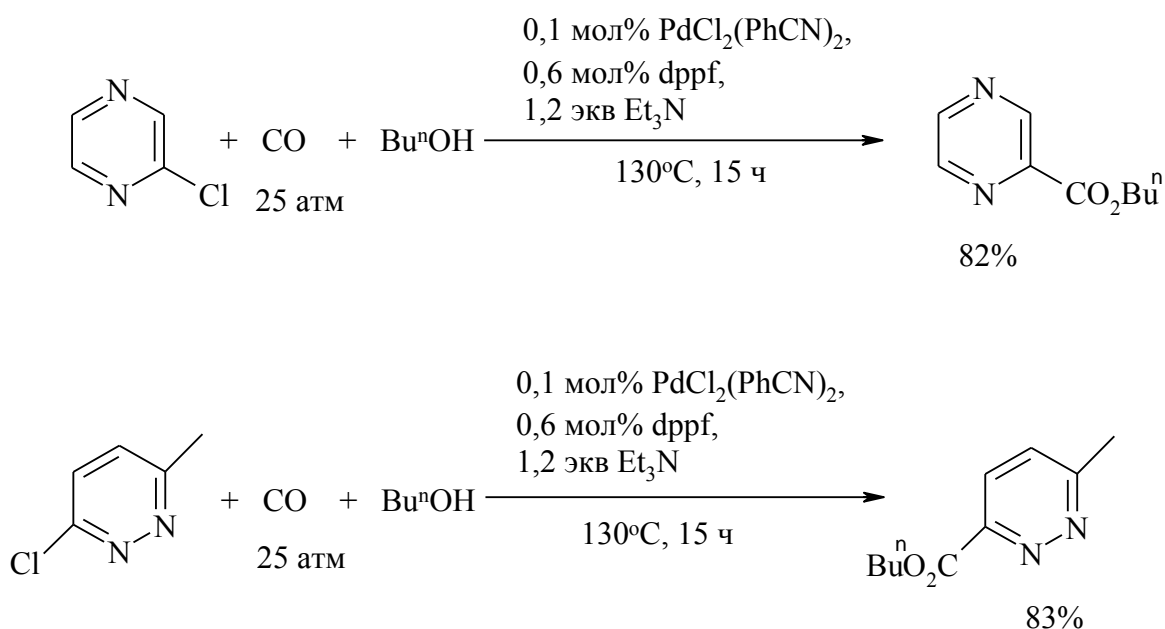 0,1 мол% PdCl₂(PhCN)₂,
0,6 мол% dppf,
1,2 экв Et₃N
N
N
Cl
+ CO + BuⁿOH
25 атм
130ºC, 15 ч
N
N
CO₂Buⁿ
82%
0,1 мол% PdCl₂(PhCN)₂,
0,6 мол% dppf,
1,2 экв Et₃N
N
N
Cl
+ CO + BuⁿOH
25 атм
130ºC, 15 ч
N
N
BuⁿO₂C
83%